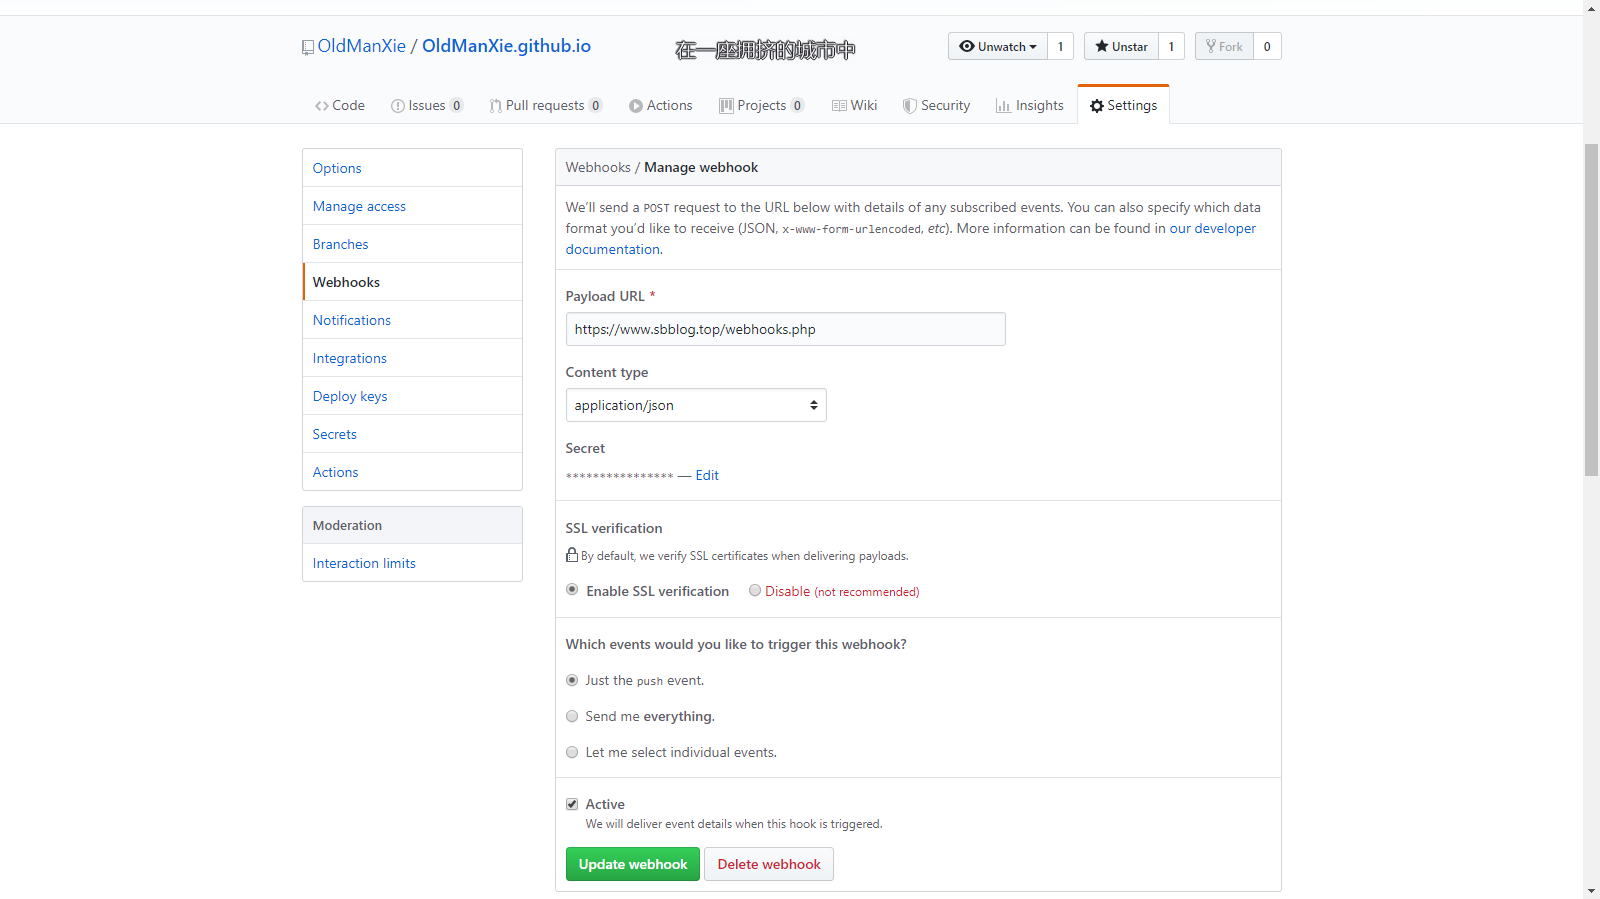 OldManXie / OldManXie.github.io
在一座拥挤的城市中
Unwatch 1
Unstar 1
Fork 0
Code
Issues 0
Pull requests 0
Actions
Projects 0
Wiki
Security
Insights
Settings
Options
Manage access
Branches
Webhooks
Notifications
Integrations
Deploy keys
Secrets
Actions
Moderation
Interaction limits
Webhooks / Manage webhook
We'll send a POST request to the URL below with details of any subscribed events. You can also specify which data
format you'd like to receive (JSON, x-www-form-urlencoded, etc). More information can be found in our developer
documentation.
Payload URL *
https://www.sbblog.top/webhooks.php
Content type
application/json
Secret
**************** — Edit
SSL verification
By default, we verify SSL certificates when delivering payloads.
Enable SSL verification
Disable (not recommended)
Which events would you like to trigger this webhook?
Just the push event.
Send me everything.
Let me select individual events.
Active
We will deliver event details when this hook is triggered.
Update webhook
Delete webhook